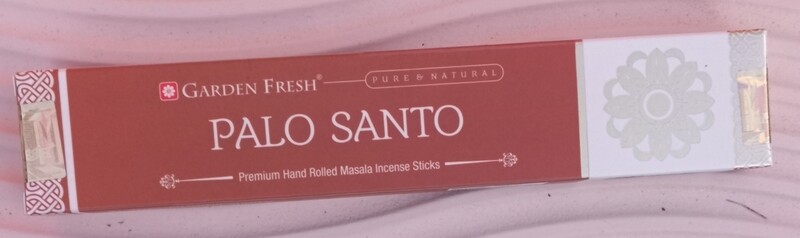 GARDEN FRESH®
PURE & NATURAL
PALO SANTO
Premium Hand Rolled Masala Incense Sticks